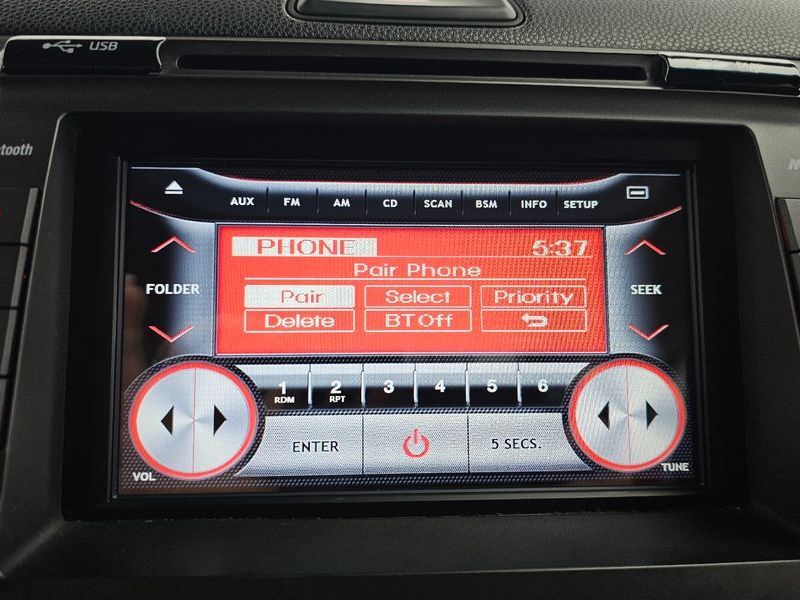 USB
AUX FM AM CD SCAN BSM INFO SETUP
PHONE 5:37
Pair Phone
FOLDER
Pair Select Priority
SEEK
Delete BT Off
1 2 3 4 5 6
RDM RPT
ENTER 5 SECS.
VOL TUNE